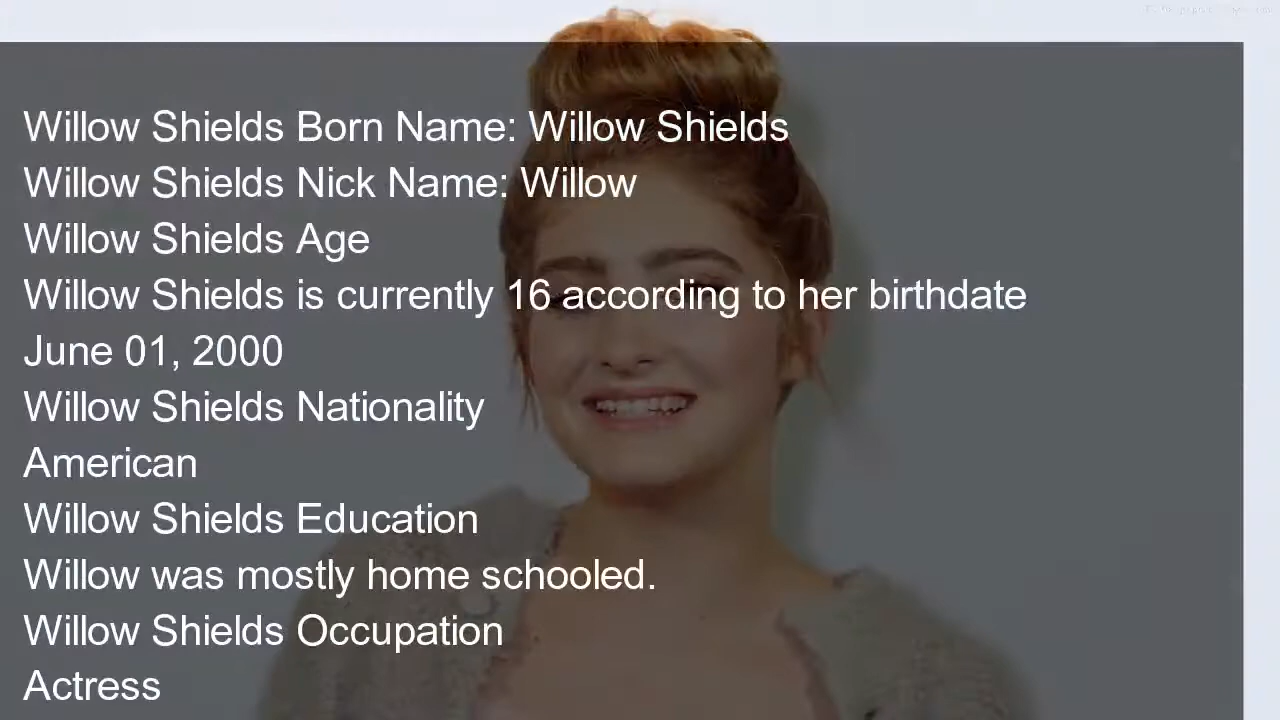 Willow Shields Born Name: Willow Shields
Willow Shields Nick Name: Willow
Willow Shields Age
Willow Shields is currently 16 according to her birthdate
June 01, 2000
Willow Shields Nationality
American
Willow Shields Education
Willow was mostly home schooled.
Willow Shields Occupation
Actress